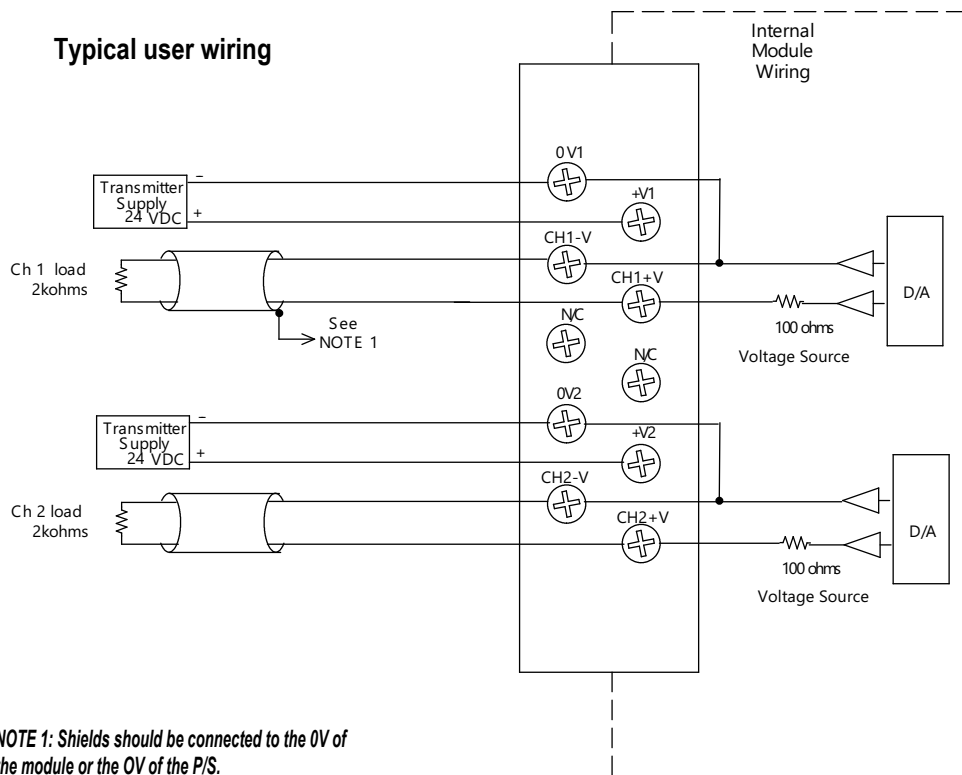 Typical user wiring
Internal
Module
Wiring
0V1
Transmitter
Supply
24 VDC
–
+
+V1
CH1-V
Ch 1 load
2kohms
CH1+V
D/A
See
NOTE 1
N/C
100 ohms
Voltage Source
N/C
0V2
Transmitter
Supply
24 VDC
–
+
+V2
CH2-V
Ch 2 load
2kohms
CH2+V
D/A
100 ohms
Voltage Source
NOTE 1: Shields should be connected to the 0V of
the module or the OV of the P/S.